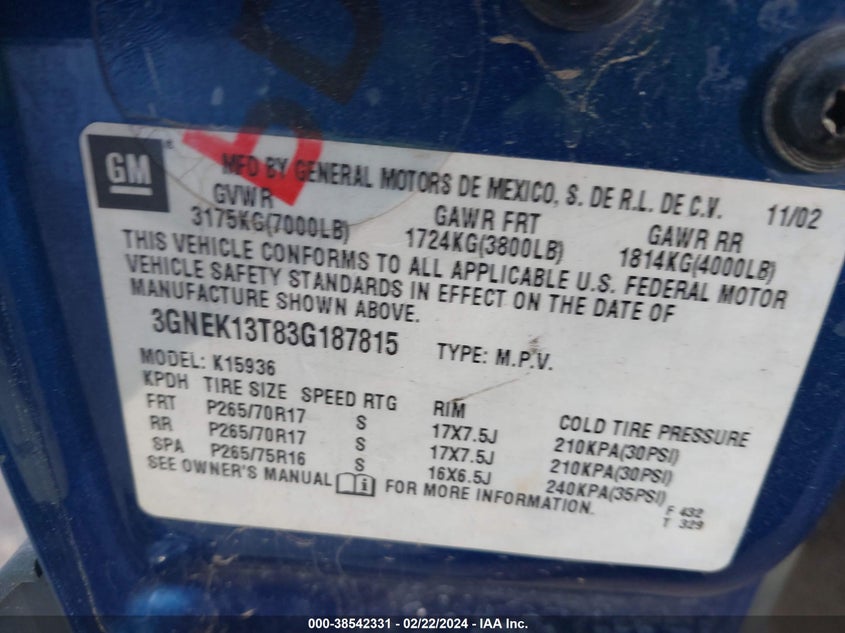 GM
®
MFD BY GENERAL MOTORS DE MEXICO, S. DE R.L. DE C.V. 11/02
GVWR GAWR FRT GAWR RR
3175KG(7000LB) 1724KG(3800LB) 1814KG(4000LB)
THIS VEHICLE CONFORMS TO ALL APPLICABLE U.S. FEDERAL MOTOR
VEHICLE SAFETY STANDARDS IN EFFECT ON THE DATE OF
MANUFACTURE SHOWN ABOVE.
3GNEK13T83G187815 TYPE: M.P.V.
MODEL: K15936
KPDH TIRE SIZE SPEED RTG RIM COLD TIRE PRESSURE
FRT P265/70R17 S 17X7.5J 210KPA(30PSI)
RR P265/70R17 S 17X7.5J 210KPA(30PSI)
SPA P265/75R16 S 16X6.5J 240KPA(35PSI)
SEE OWNER'S MANUAL i FOR MORE INFORMATION.
F 432
T 329
000-38542331 - 02/22/2024 - IAA Inc.